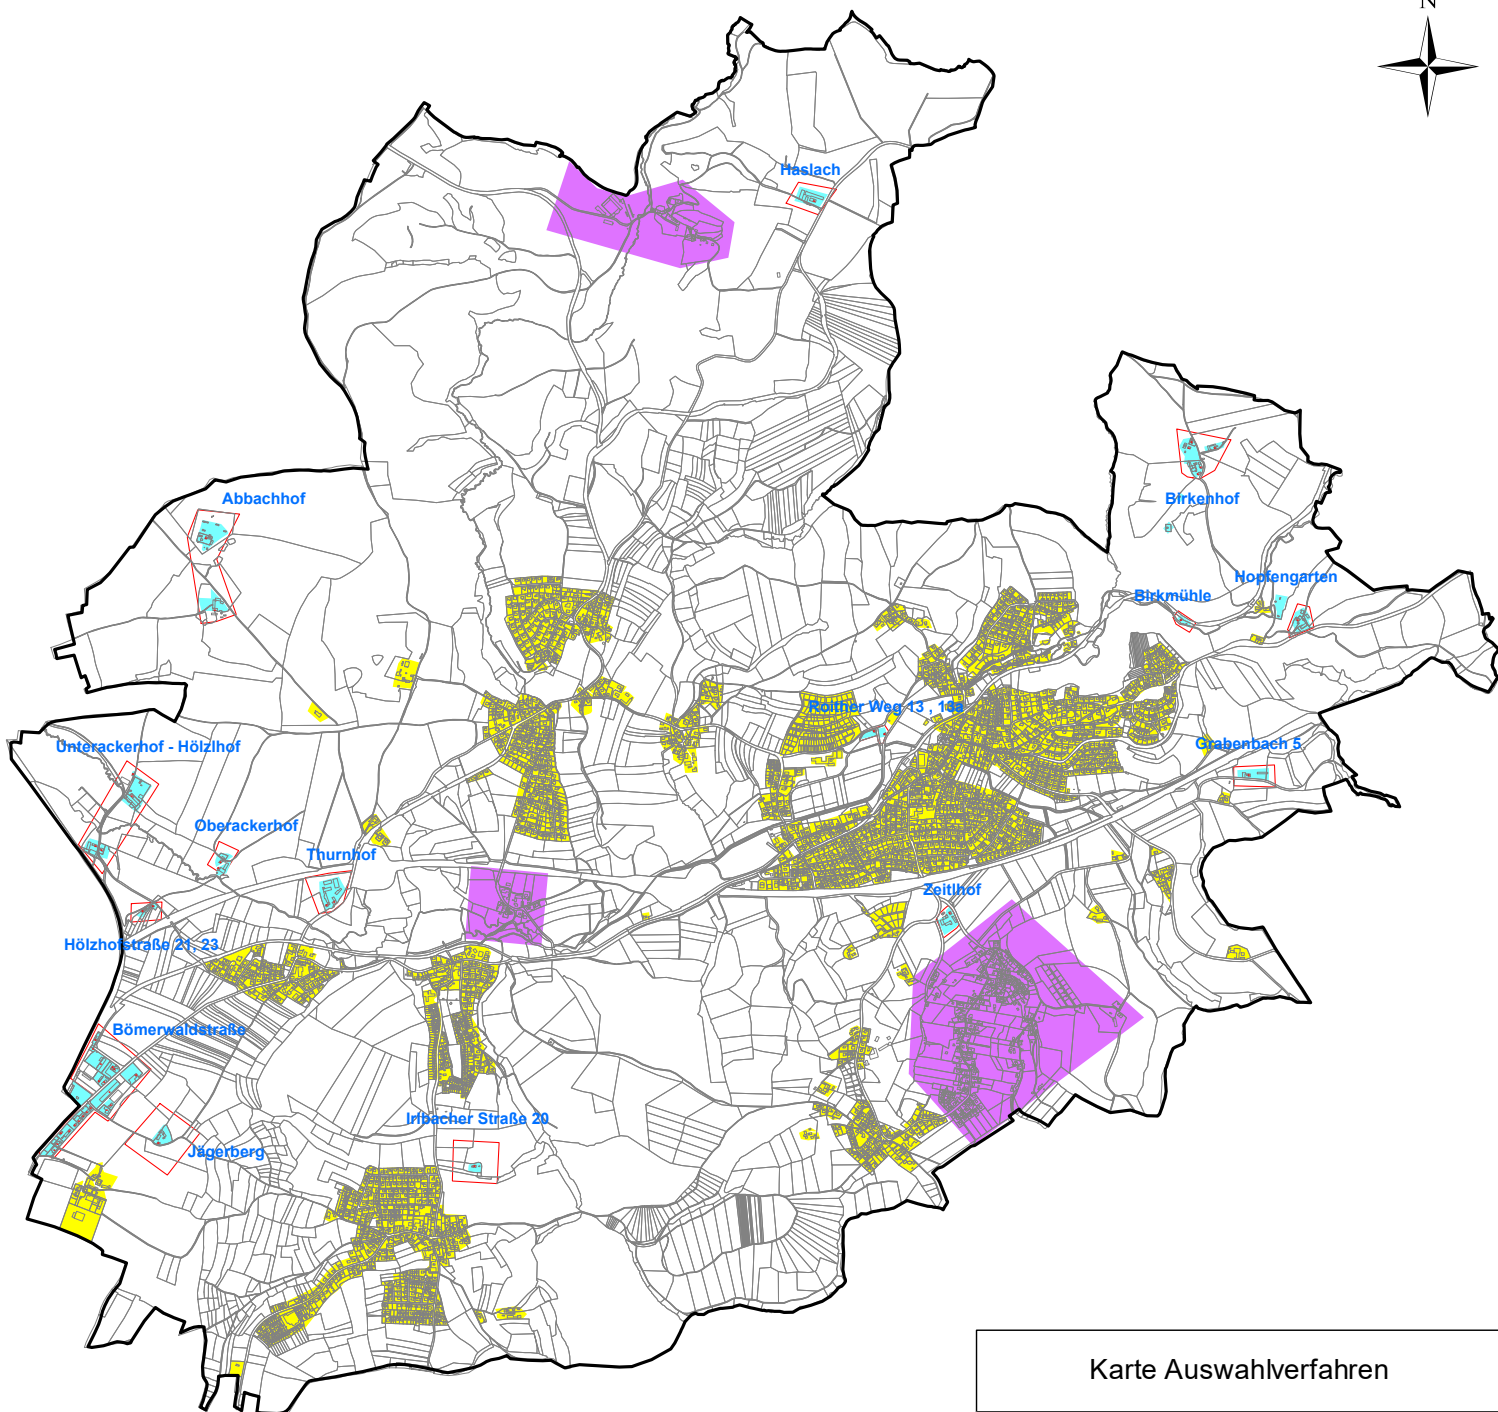 N
Haslach
Abbachhof
Birkenhof
Hopfengarten
Birkmühle
Roither Weg 13 , 13a
Grabenbach 5
Unterackerhof - Hölzlhof
Oberackerhof
Thurnhof
Zeitlhof
Hölzhofstraße 21, 23
Bömerwaldstraße
Irlbacher Straße 20
Jägerberg
Karte Auswahlverfahren